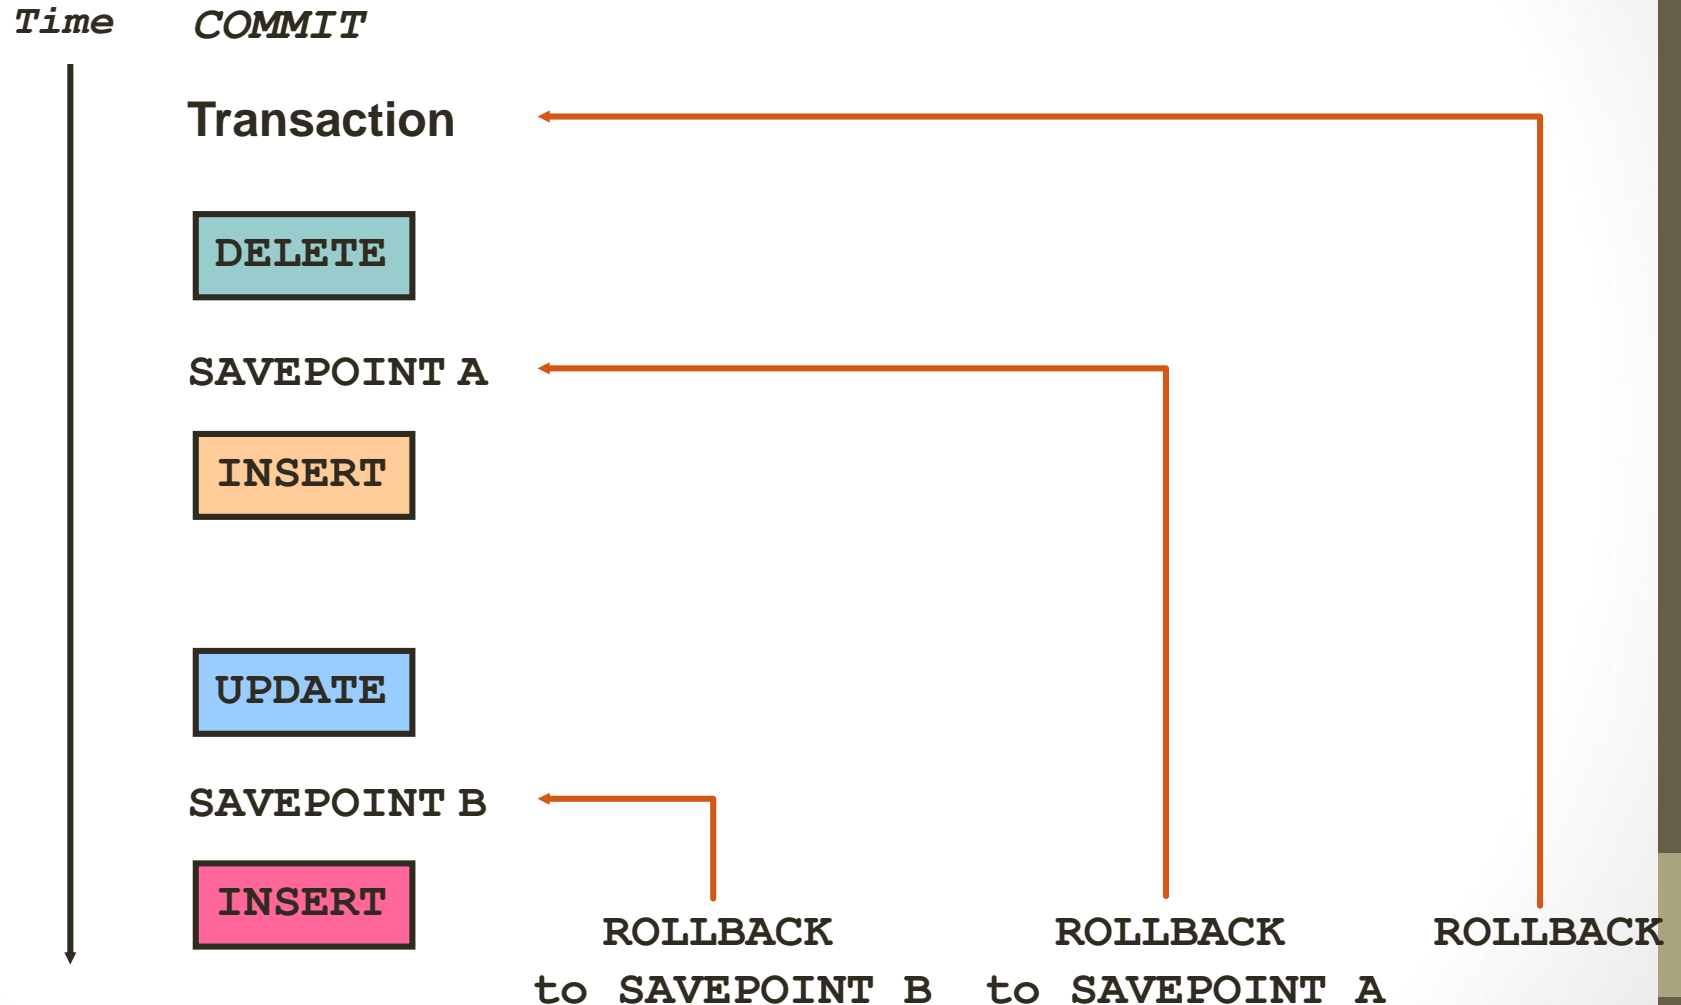 Time COMMIT
Transaction
DELETE
SAVEPOINT A
INSERT
UPDATE
SAVEPOINT B
INSERT
ROLLBACK
to SAVEPOINT B
ROLLBACK
to SAVEPOINT A
ROLLBACK